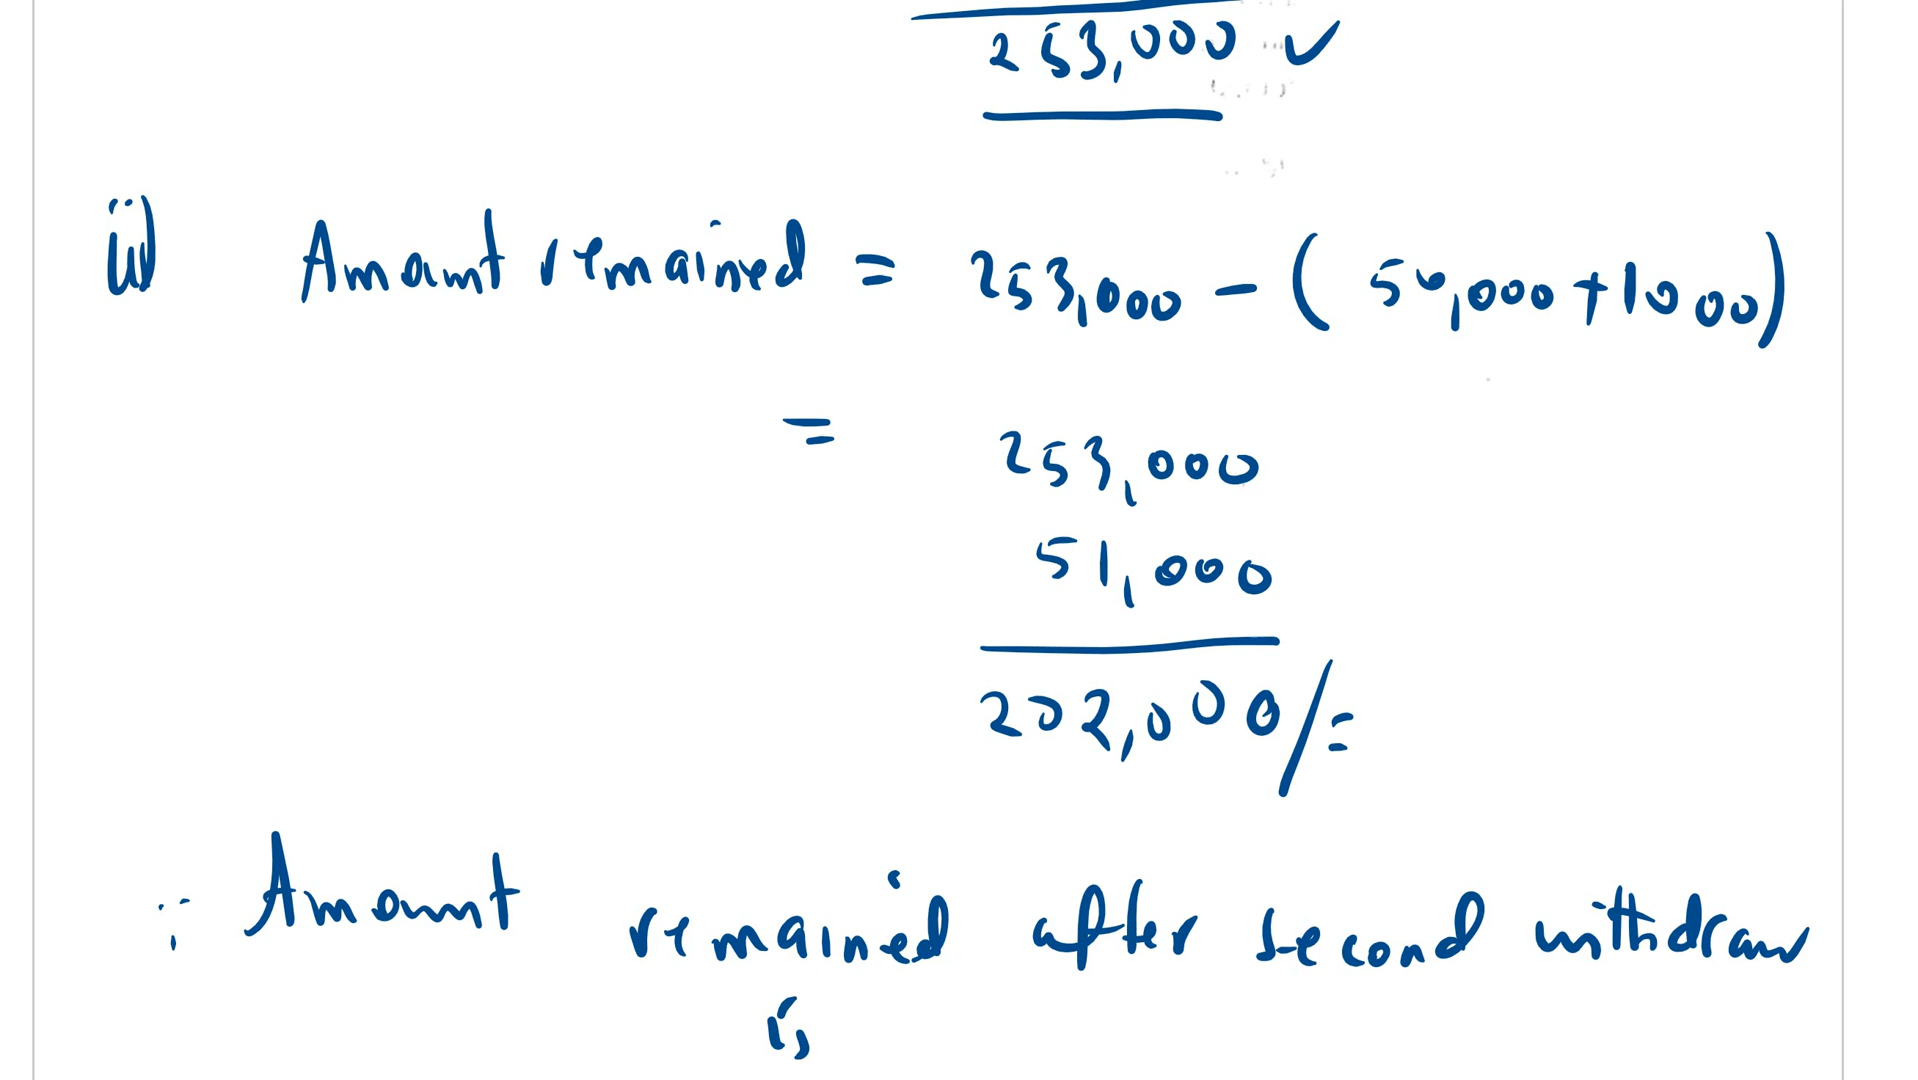 253,000 ✓
ii) Amount remained = 253,000 - ( 50,000 + 1000)
= 253,000
51,000
202,000/=
∵ Amount remained after second withdraw
is